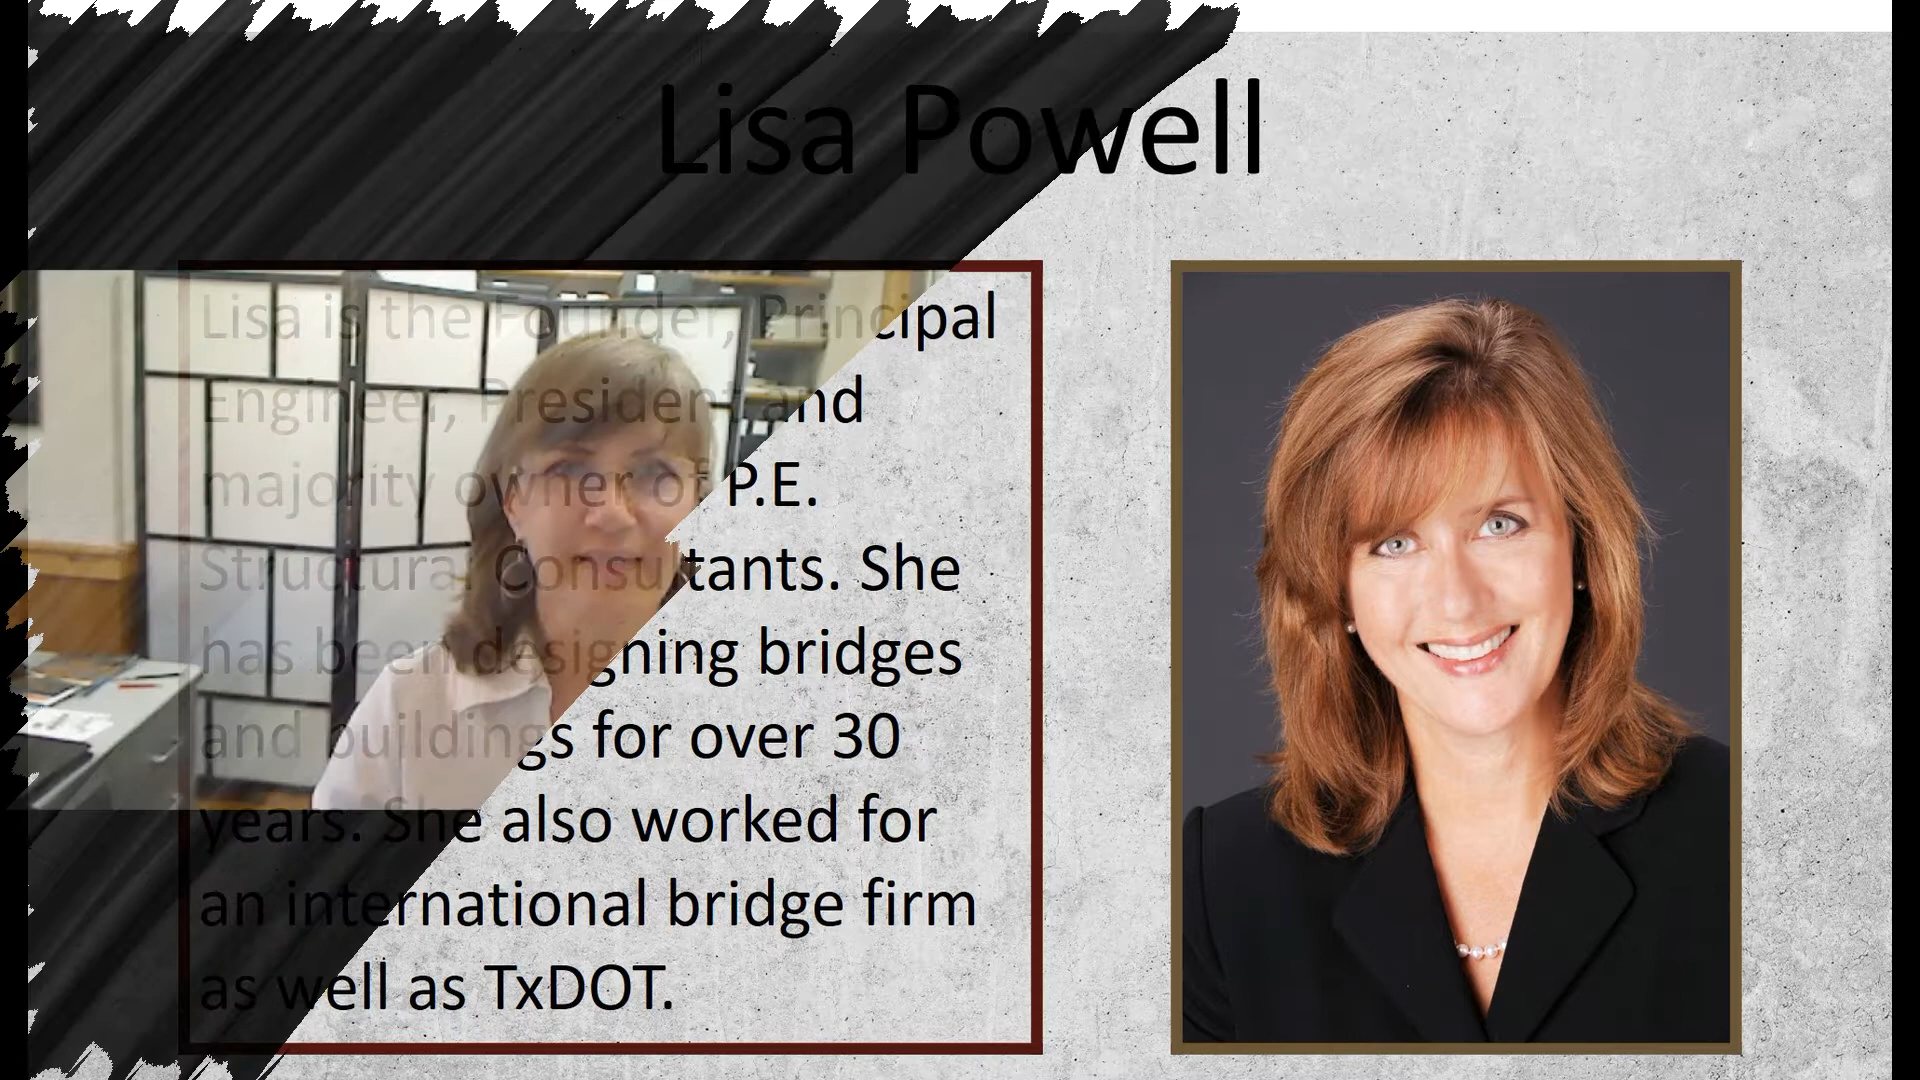 Lisa Powell
Lisa is the Founder, Principal
Engineer, President and
majority owner of P.E.
Structural Consultants. She
has been designing bridges
and buildings for over 30
years. She also worked for
an international bridge firm
as well as TxDOT.